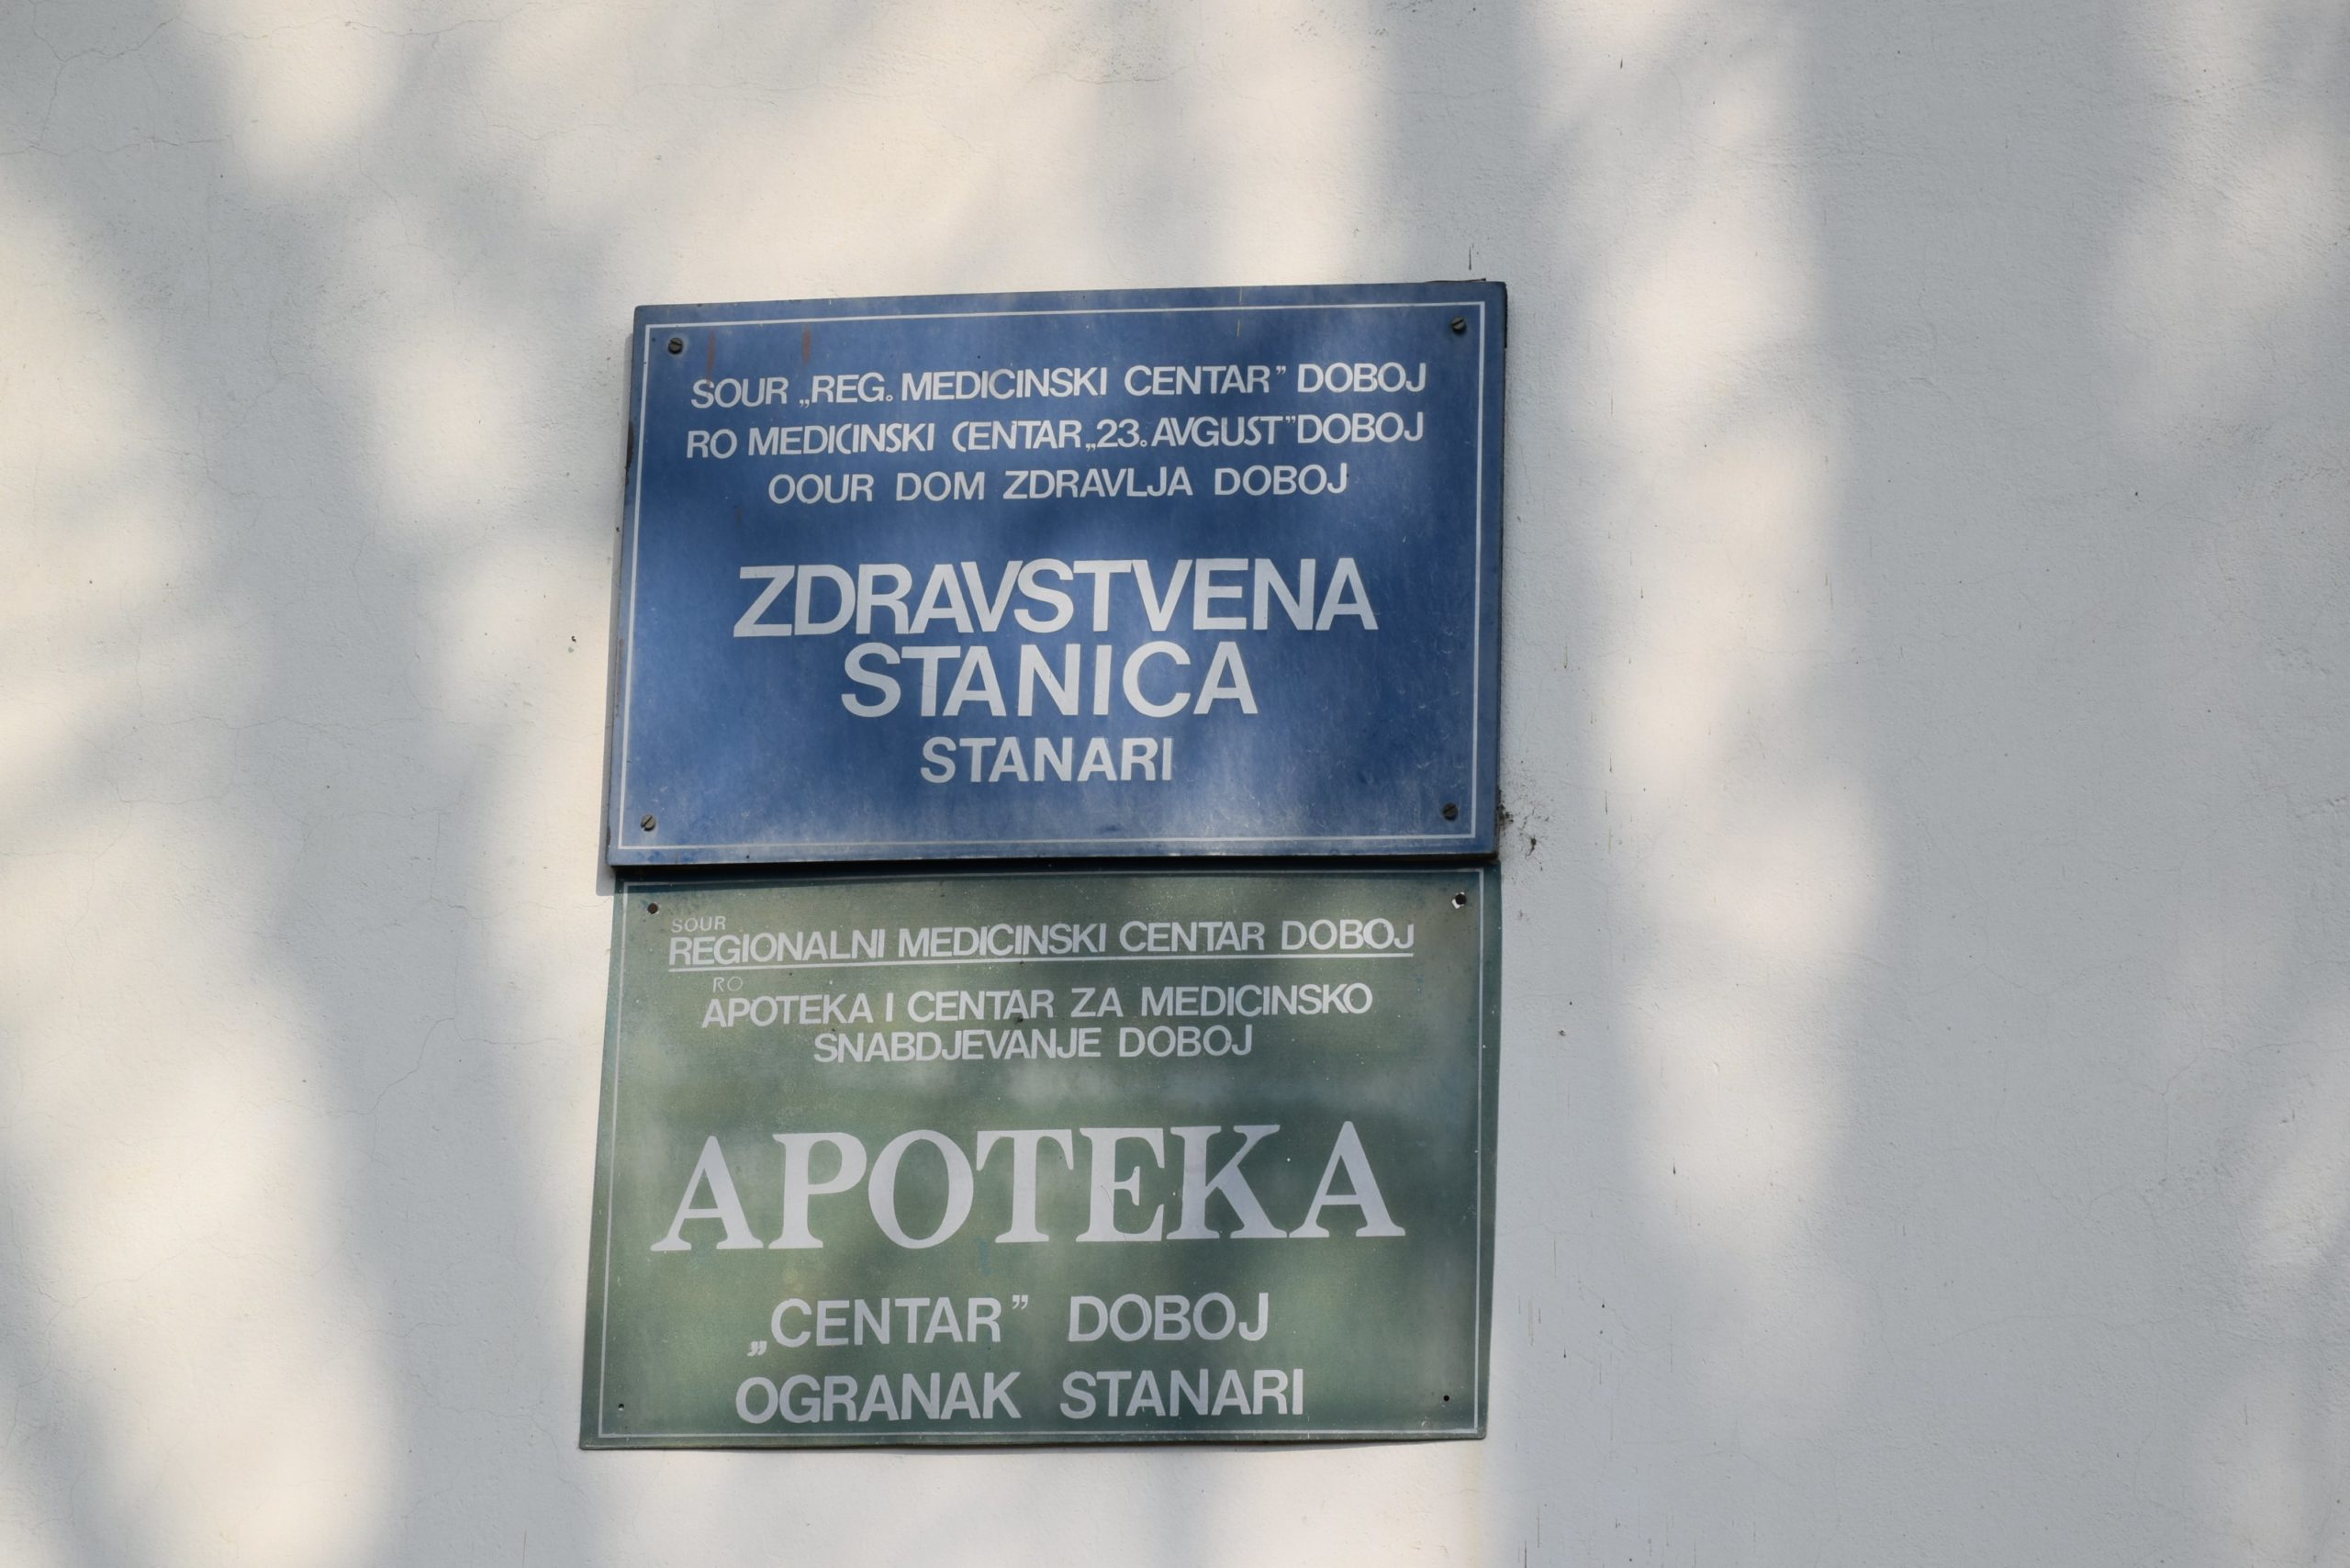 SOUR „REG. MEDICINSKI CENTAR” DOBOJ
RO MEDICINSKI CENTAR „23. AVGUST” DOBOJ
OOUR DOM ZDRAVLJA DOBOJ
ZDRAVSTVENA
STANICA
STANARI
SOUR
REGIONALNI MEDICINSKI CENTAR DOBOJ
RO
APOTEKA I CENTAR ZA MEDICINSKO
SNABDJEVANJE DOBOJ
APOTEKA
„CENTAR” DOBOJ
OGRANAK STANARI